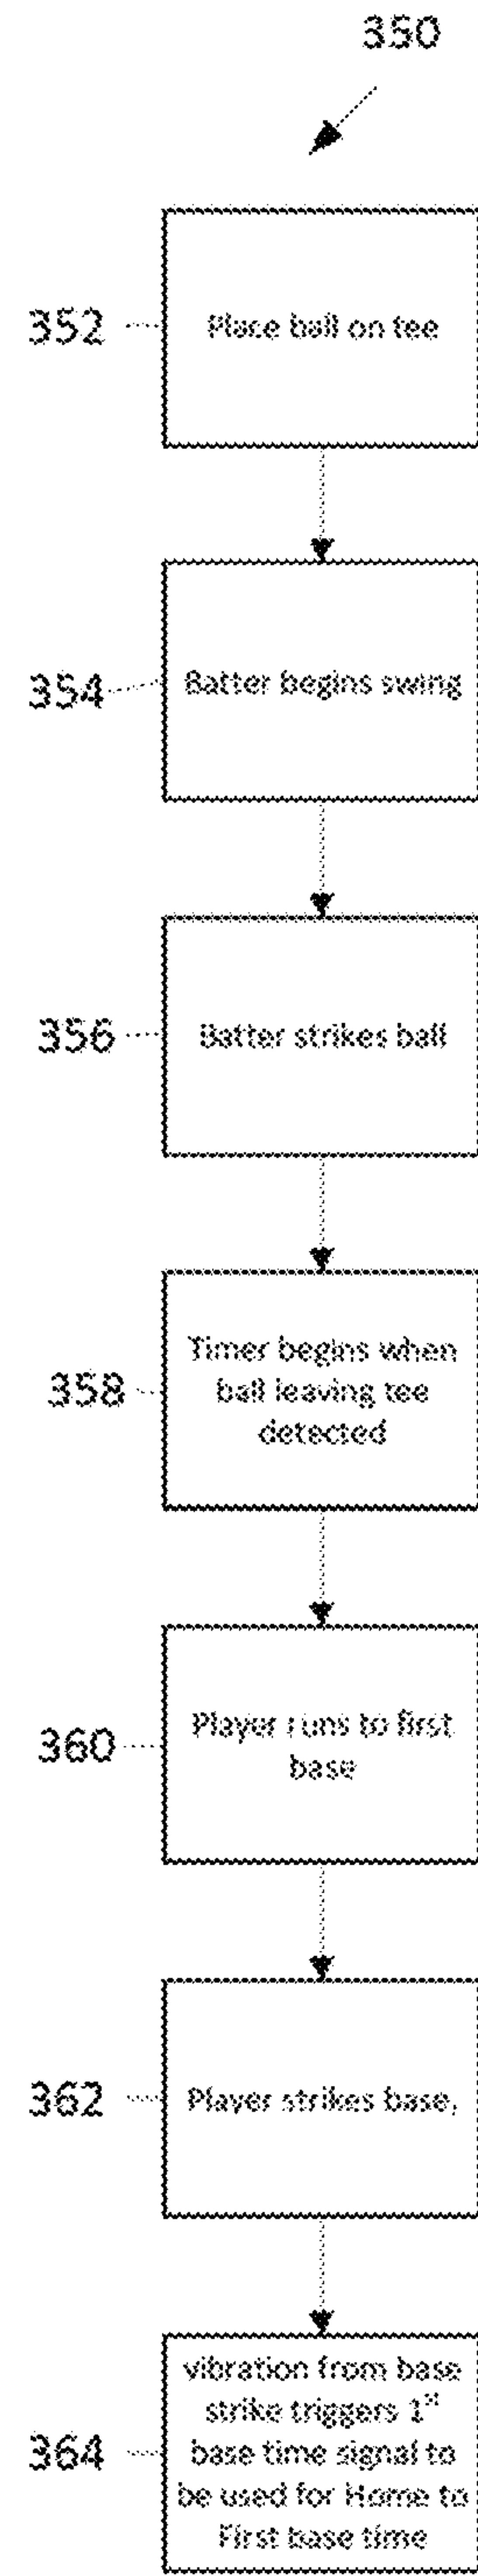 350
352
Place ball on tee
354
Batter begins swing
356
Batter strikes ball
358
Timer begins when
ball leaving tee
detected
360
Player runs to first
base
362
Player strikes base,
364
vibration from base
strike triggers 1st
base time signal to
be used for Home to
First base time